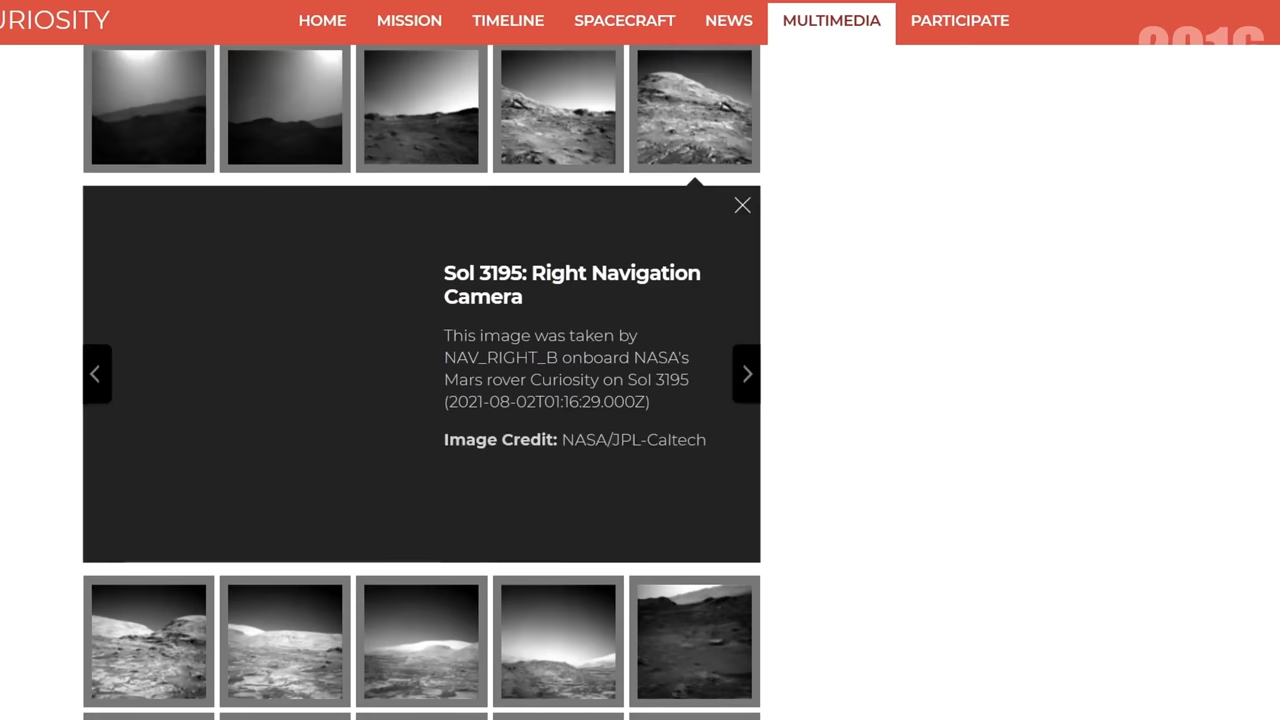 URIOSITY
HOME MISSION TIMELINE SPACECRAFT NEWS MULTIMEDIA PARTICIPATE
2016
Sol 3195: Right Navigation
Camera
This image was taken by
NAV_RIGHT_B onboard NASA's
Mars rover Curiosity on Sol 3195
(2021-08-02T01:16:29.000Z)
Image Credit: NASA/JPL-Caltech